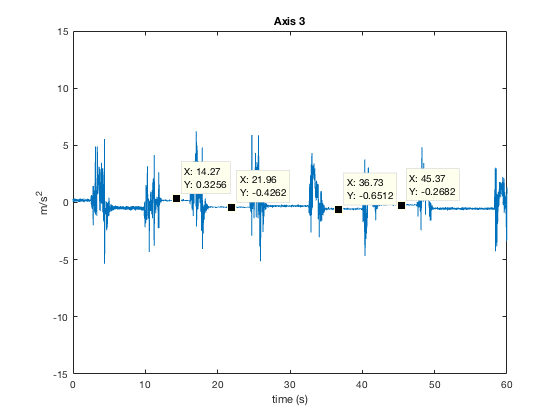 Axis 3
15
10
5
0
-5
-10
-15
m/s2
X: 14.27
Y: 0.3256
X: 21.96
Y: -0.4262
X: 36.73
Y: -0.6512
X: 45.37
Y: -0.2682
0 10 20 30 40 50 60
time (s)